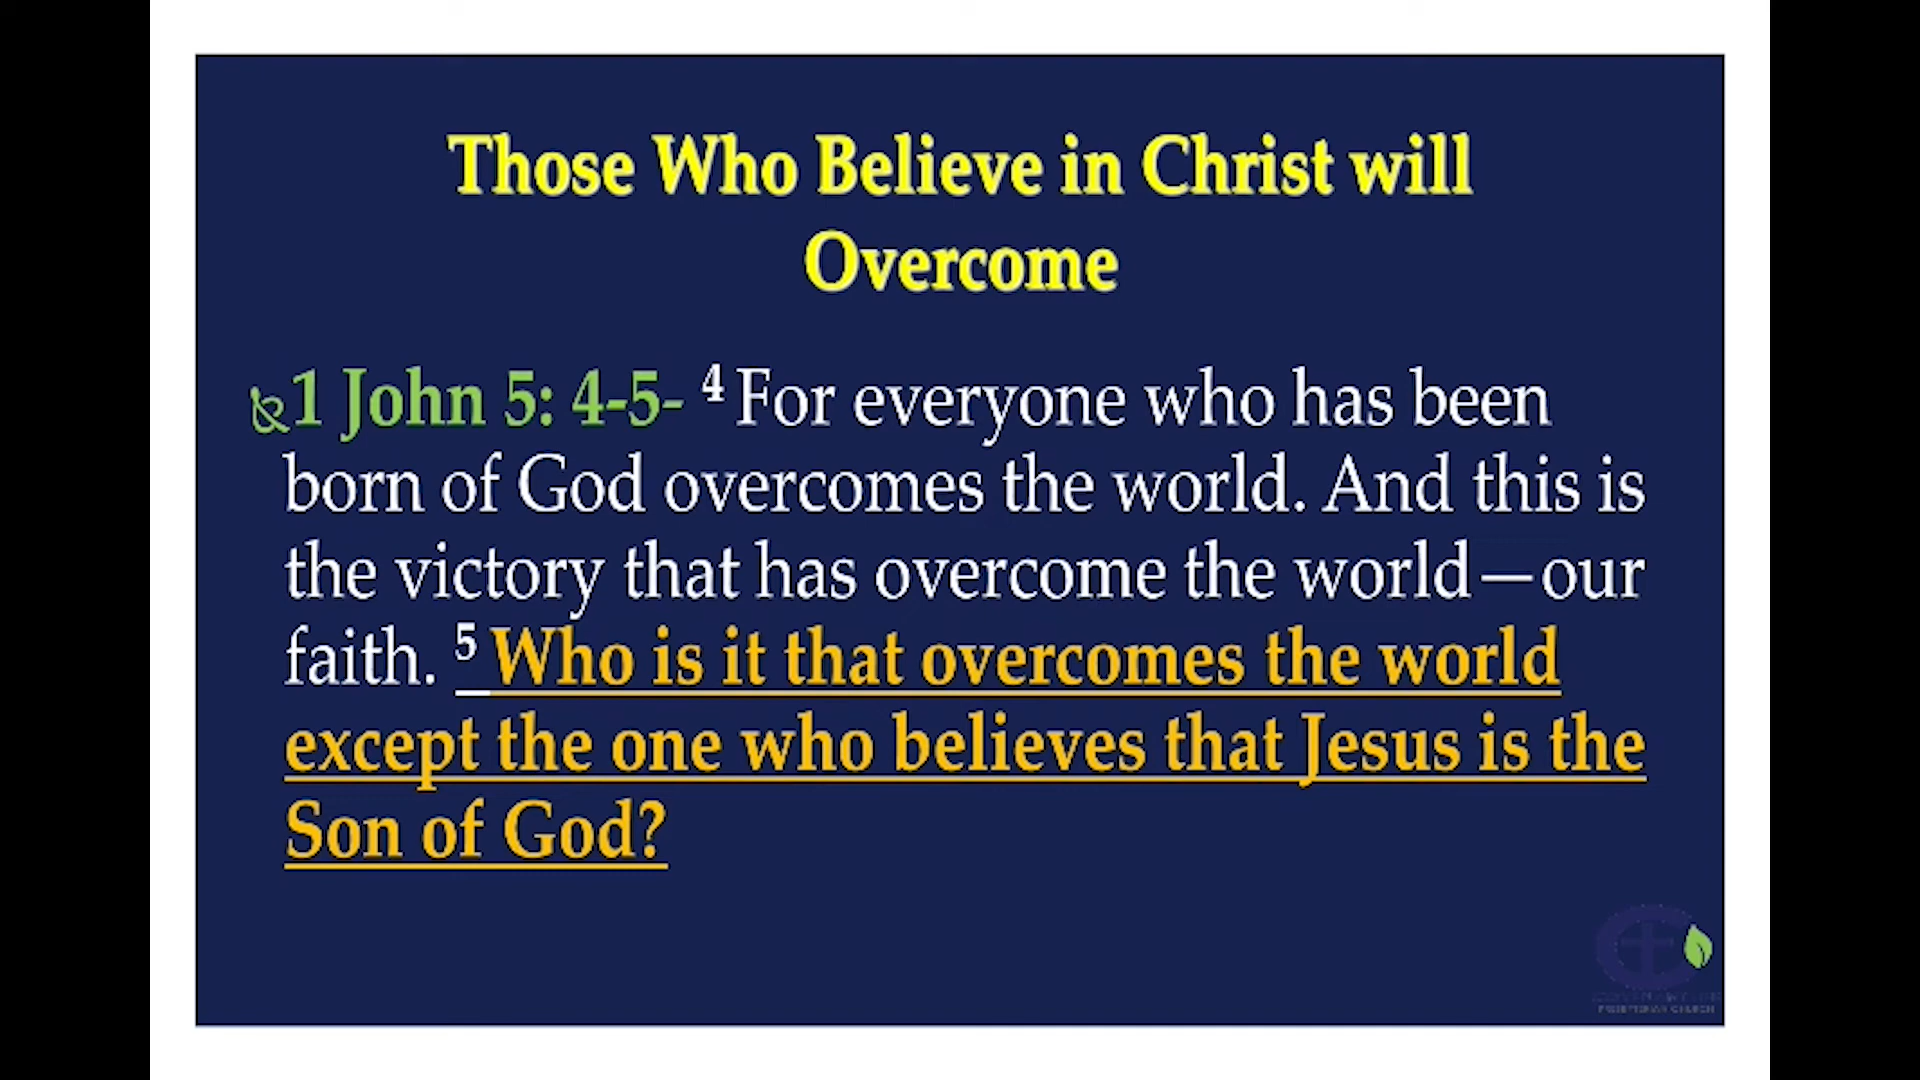 Those Who Believe in Christ will
Overcome
1 John 5: 4-5- 4 For everyone who has been
born of God overcomes the world. And this is
the victory that has overcome the world—our
faith. 5 Who is it that overcomes the world
except the one who believes that Jesus is the
Son of God?
PRESBYTERIAN CHURCH